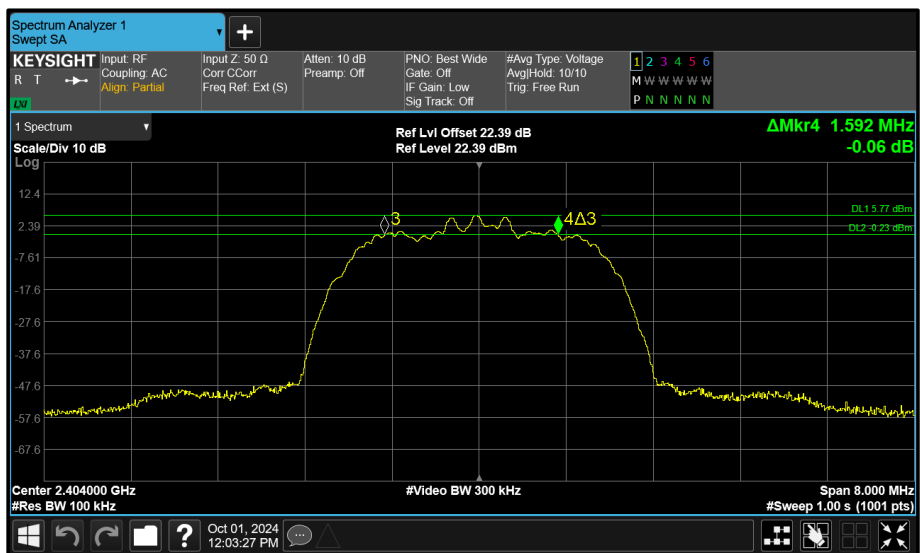 Spectrum Analyzer 1
Swept SA
KEYSIGHT
R T
LXI
Input: RF
Coupling: AC
Align: Partial
Input Z: 50 Ω
Corr CCorr
Freq Ref: Ext (S)
Atten: 10 dB
Preamp: Off
PNO: Best Wide
Gate: Off
IF Gain: Low
Sig Track: Off
#Avg Type: Voltage
Avg|Hold: 10/10
Trig: Free Run
1 2 3 4 5 6
M W W W W W
P N N N N N
1 Spectrum
Scale/Div 10 dB
Log
Ref Lvl Offset 22.39 dB
Ref Level 22.39 dBm
ΔMkr4 1.592 MHz
-0.06 dB
12.4
DL1 5.77 dBm
3
4Δ3
2.39
DL2 -0.23 dBm
-7.61
-17.6
-27.6
-37.6
-47.6
-57.6
-67.6
Center 2.404000 GHz
#Video BW 300 kHz
Span 8.000 MHz
#Res BW 100 kHz
#Sweep 1.00 s (1001 pts)
?
Oct 01, 2024
12:03:27 PM